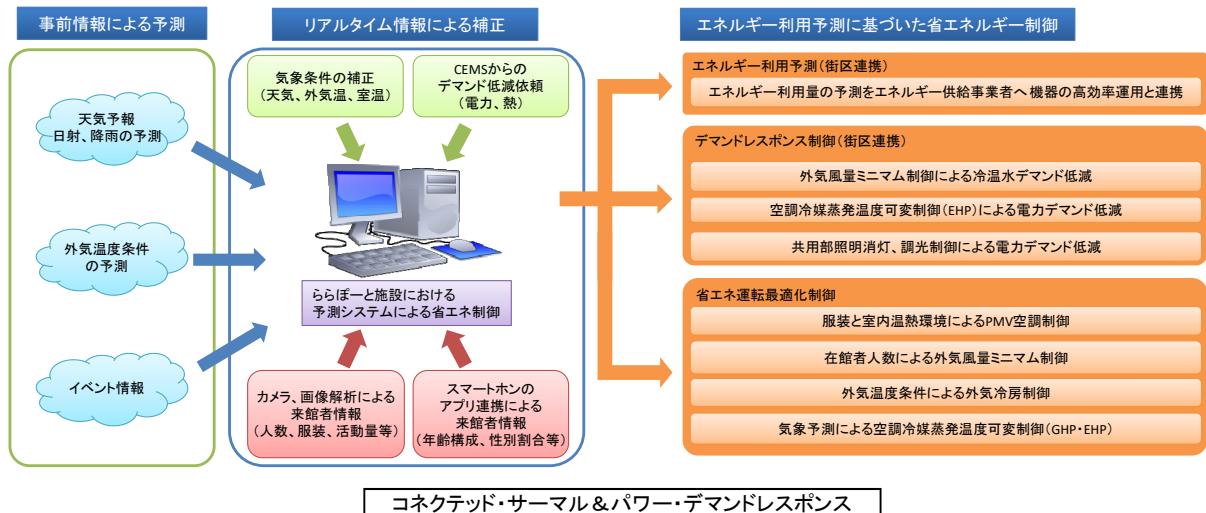 事前情報による予測
リアルタイム情報による補正
エネルギー利用予測に基づいた省エネルギー制御
天気予報
日射、降雨の予測
外気温度条件
の予測
イベント情報
気象条件の補正
(天気、外気温、室温)
CEMSからの
デマンド低減依頼
(電力、熱)
ららぽーと施設における
予測システムによる省エネ制御
カメラ、画像解析による
来館者情報
(人数、服装、活動量等)
スマートホンの
アプリ連携による
来館者情報
(年齢構成、性別割合等)
エネルギー利用予測(街区連携)
エネルギー利用量の予測をエネルギー供給事業者へ機器の高効率運用と連携
デマンドレスポンス制御(街区連携)
外気風量ミニマム制御による冷温水デマンド低減
空調冷媒蒸発温度可変制御(EHP)による電力デマンド低減
共用部照明消灯、調光制御による電力デマンド低減
省エネ運転最適化制御
服装と室内温熱環境によるPMV空調制御
在館者人数による外気風量ミニマム制御
外気温度条件による外気冷房制御
気象予測による空調冷媒蒸発温度可変制御(GHP・EHP)
コネクテッド・サーマル&パワー・デマンドレスポンス